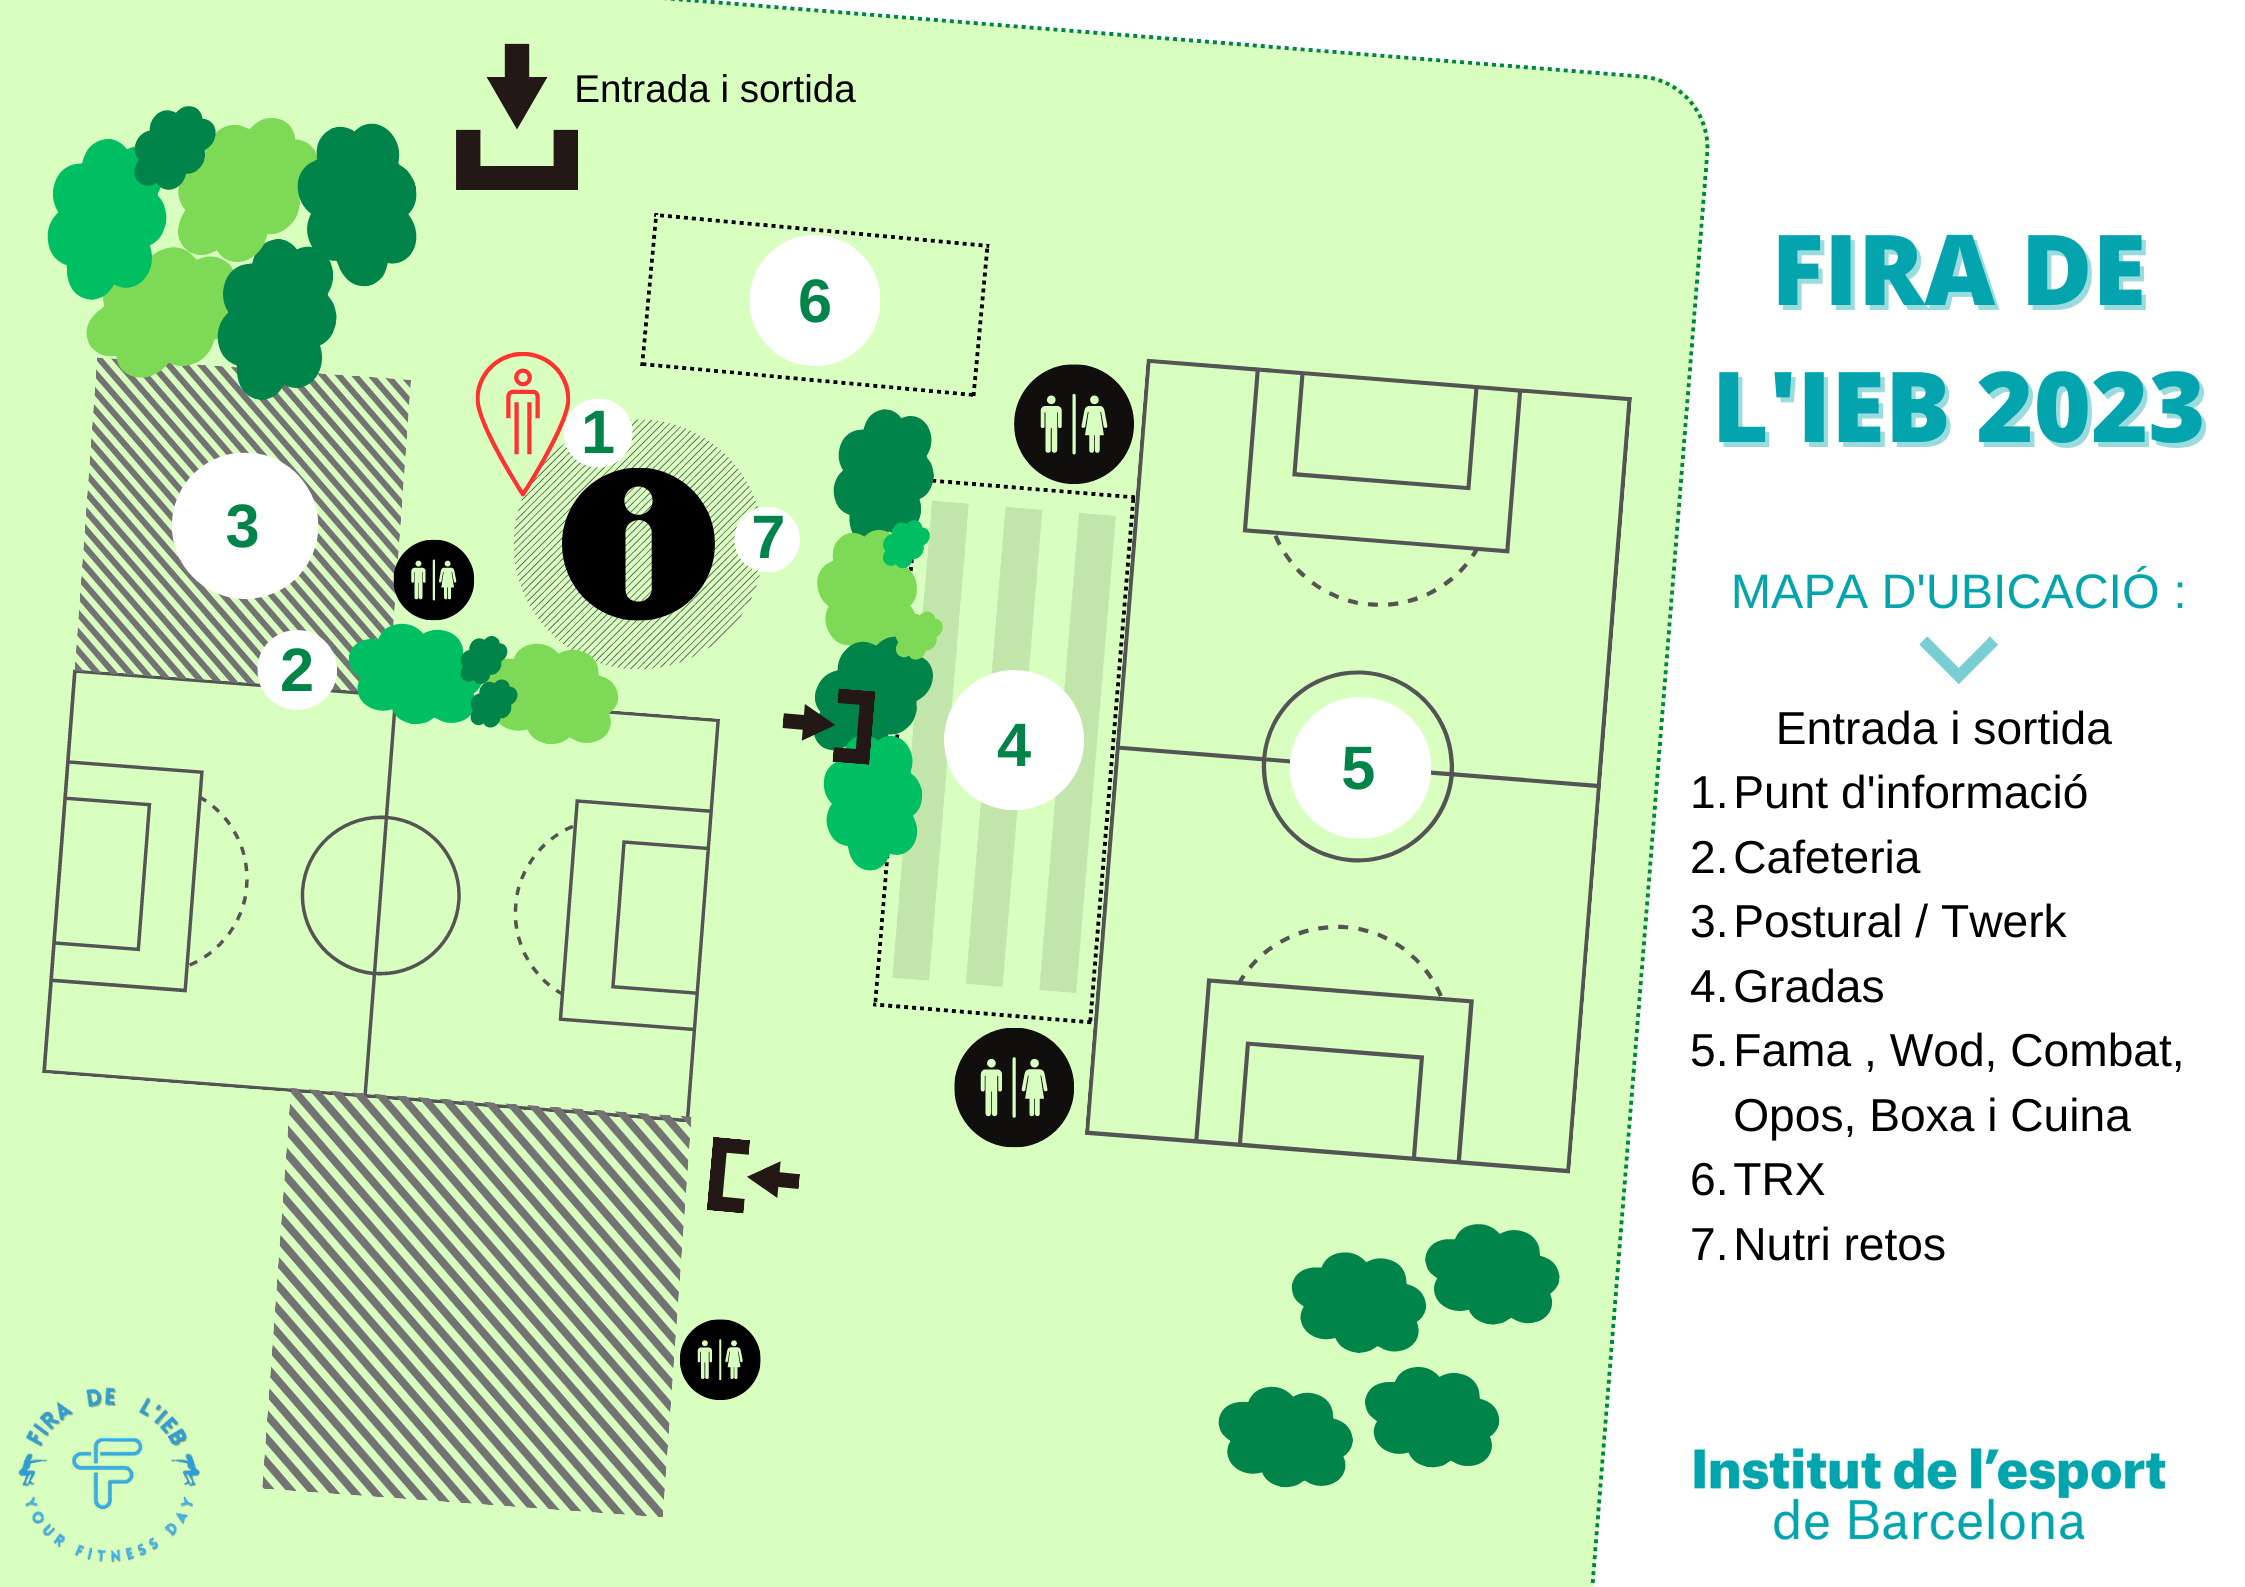 Entrada i sortida
6
1
3
7
2
4
5
FIRA DE
L'IEB 2023
MAPA D'UBICACIÓ :
Entrada i sortida
1. Punt d'informació
2. Cafeteria
3. Postural / Twerk
4. Gradas
5. Fama , Wod, Combat,
Opos, Boxa i Cuina
6. TRX
7. Nutri retos
FIRA DE L'IEB
YOUR FITNESS DAY
Institut de l'esport
de Barcelona